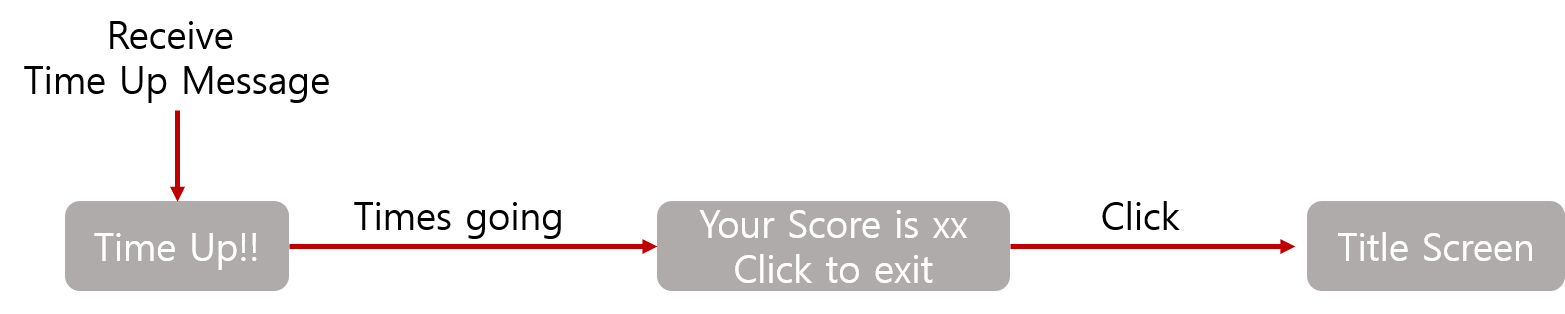 Receive
Time Up Message
Time Up!!
Times going
Your Score is xx
Click to exit
Click
Title Screen